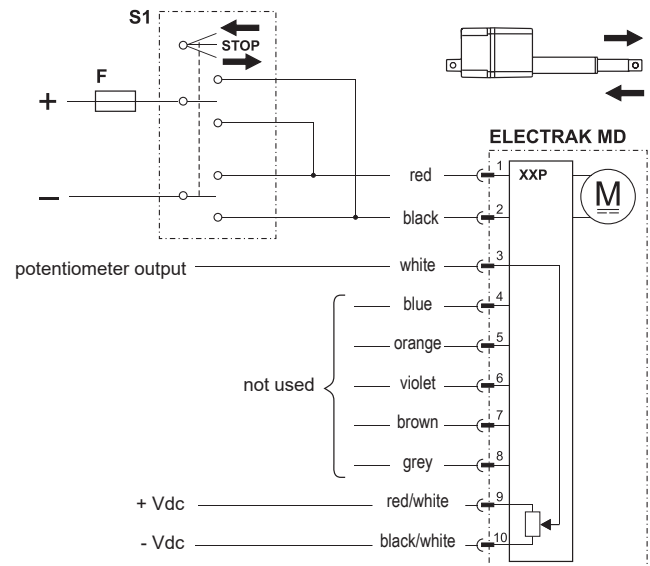 S1
STOP
F
+
–
ELECTRAK MD
red 1 XXP M
black 2
potentiometer output white 3
blue 4
orange 5
not used violet 6
brown 7
grey 8
+ Vdc red/white 9
- Vdc black/white 10